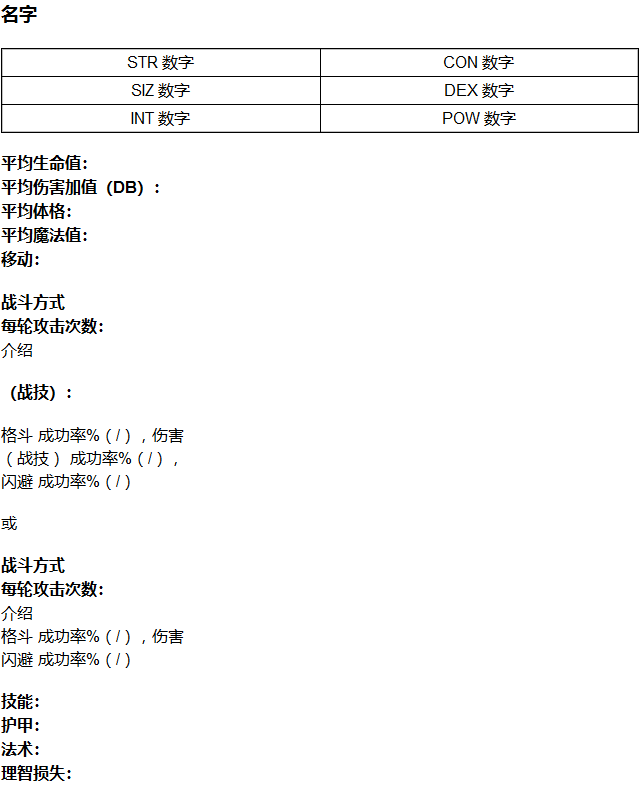 名字
STR 数字 CON 数字
SIZ 数字 DEX 数字
INT 数字 POW 数字
平均生命值：
平均伤害加值（DB）：
平均体格：
平均魔法值：
移动：
战斗方式
每轮攻击次数：
介绍
（战技）：
格斗 成功率%（/），伤害
（战技） 成功率%（/），
闪避 成功率%（/）
或
战斗方式
每轮攻击次数：
介绍
格斗 成功率%（/），伤害
闪避 成功率%（/）
技能：
护甲：
法术：
理智损失：